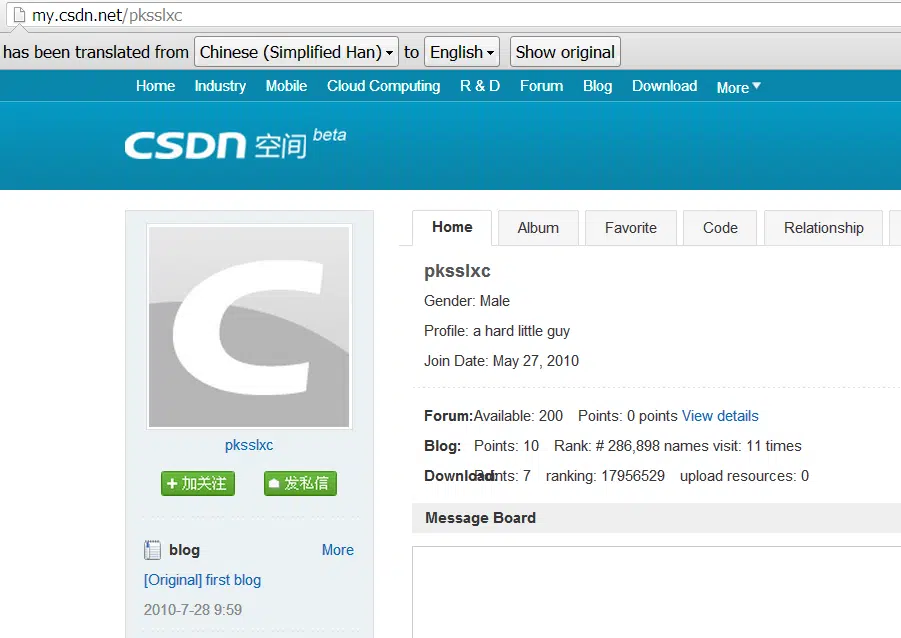 my.csdn.net/pksslxc
has been translated from Chinese (Simplified Han) to English Show original
Home Industry Mobile Cloud Computing R & D Forum Blog Download More
CSDN 空间 beta
Home Album Favorite Code Relationship
pksslxc
Gender: Male
Profile: a hard little guy
Join Date: May 27, 2010
Forum:Available: 200 Points: 0 points View details
Blog: Points: 10 Rank: # 286,898 names visit: 11 times
Download: Points: 7 ranking: 17956529 upload resources: 0
Message Board
pksslxc
+加关注 发私信
blog More
[Original] first blog
2010-7-28 9:59